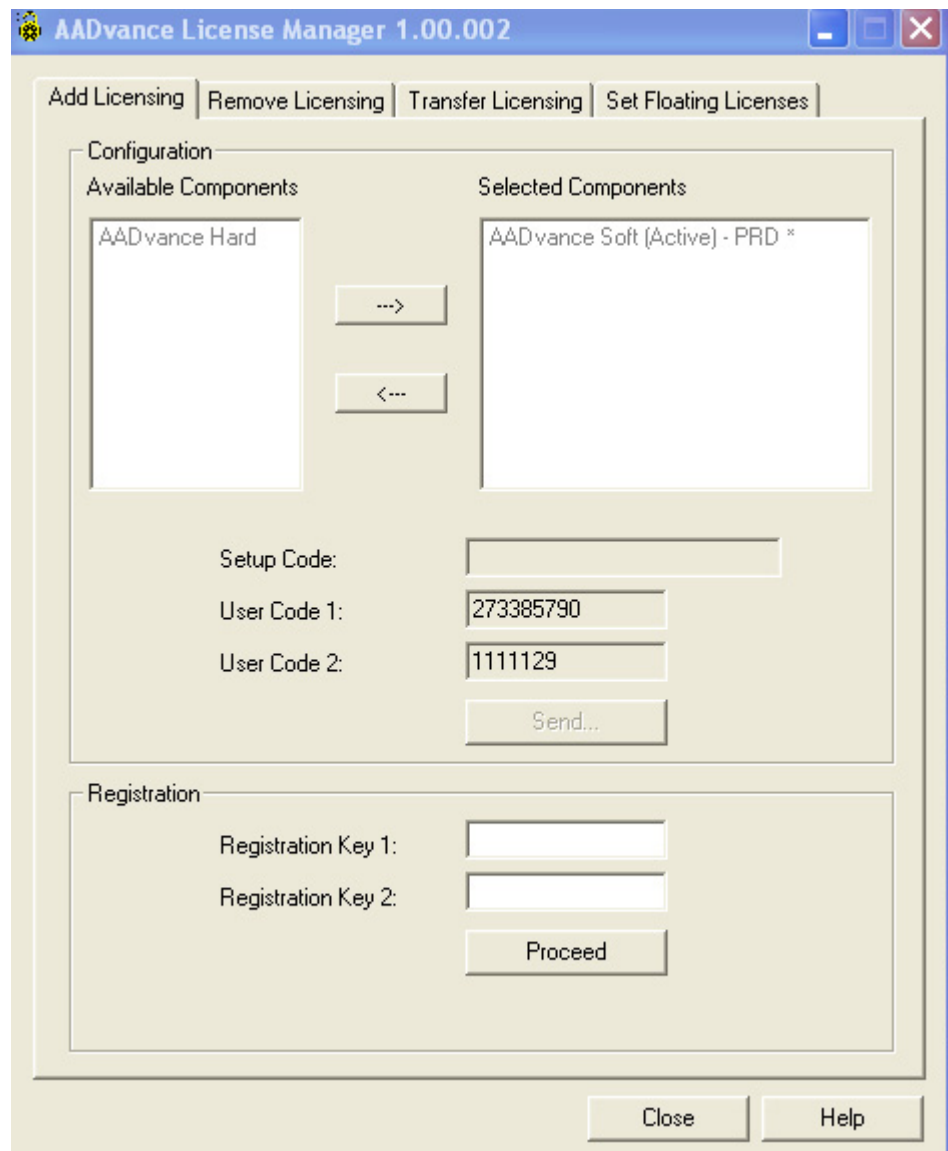 AADvance License Manager 1.00.002
Add Licensing Remove Licensing Transfer Licensing Set Floating Licenses
Configuration
Available Components Selected Components
AADvance Hard AADvance Soft (Active) - PRD *
--->
<---
Setup Code:
User Code 1: 273385790
User Code 2: 1111129
Send...
Registration
Registration Key 1:
Registration Key 2:
Proceed
Close Help